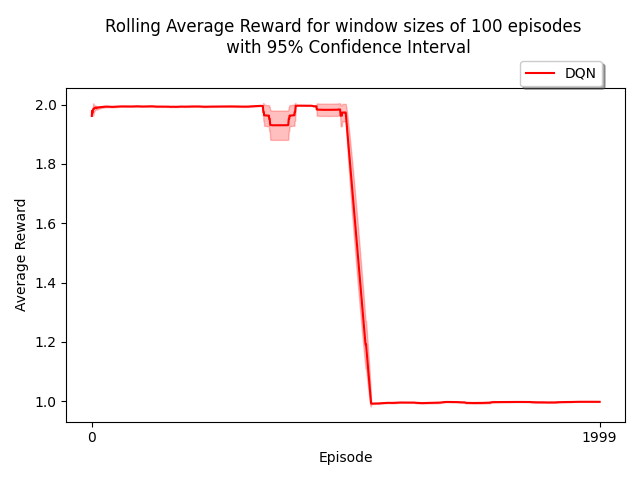 Rolling Average Reward for window sizes of 100 episodes
with 95% Confidence Interval
DQN
2.0
1.8
1.6
1.4
1.2
1.0
Average Reward
0
1999
Episode